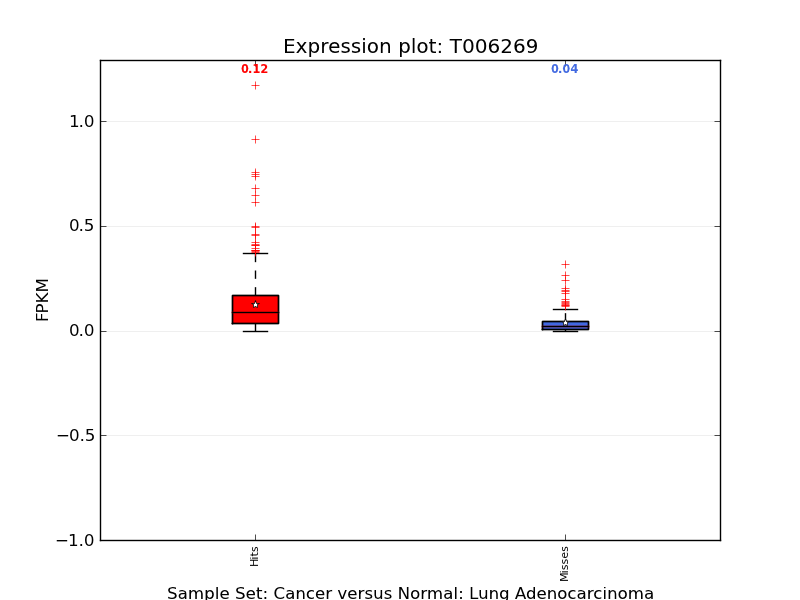 Expression plot: T006269
0.12 0.04
1.0
0.5
0.0
−0.5
−1.0
FPKM
Hits Misses
Sample Set: Cancer versus Normal: Lung Adenocarcinoma